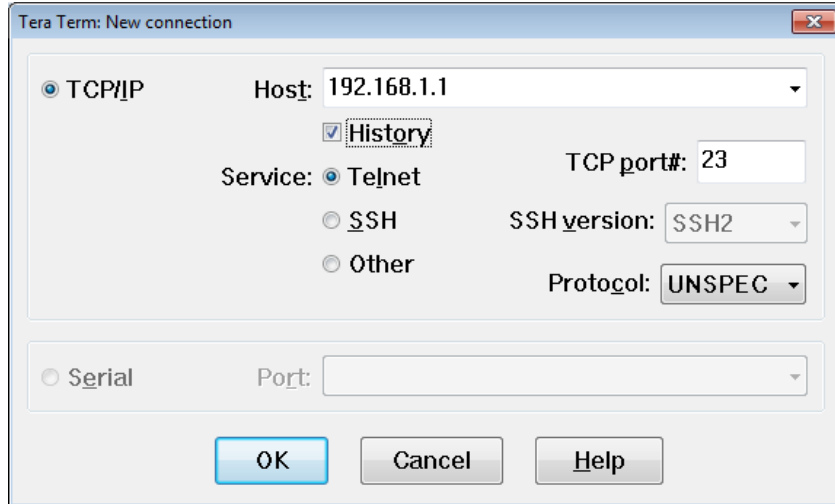 Tera Term: New connection
TCP/IP Host: 192.168.1.1
History
TCP port#: 23
Service: Telnet
SSH SSH version: SSH2
Other
Protocol: UNSPEC
Serial Port:
OK Cancel Help